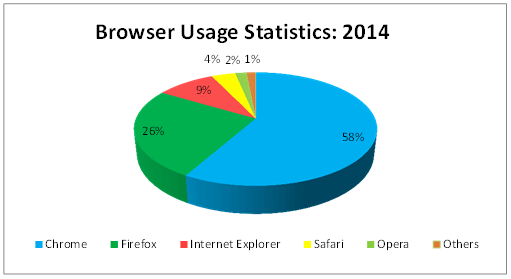 Browser Usage Statistics: 2014
4% 2% 1%
9%
26%
58%
Chrome Firefox Internet Explorer Safari Opera Others